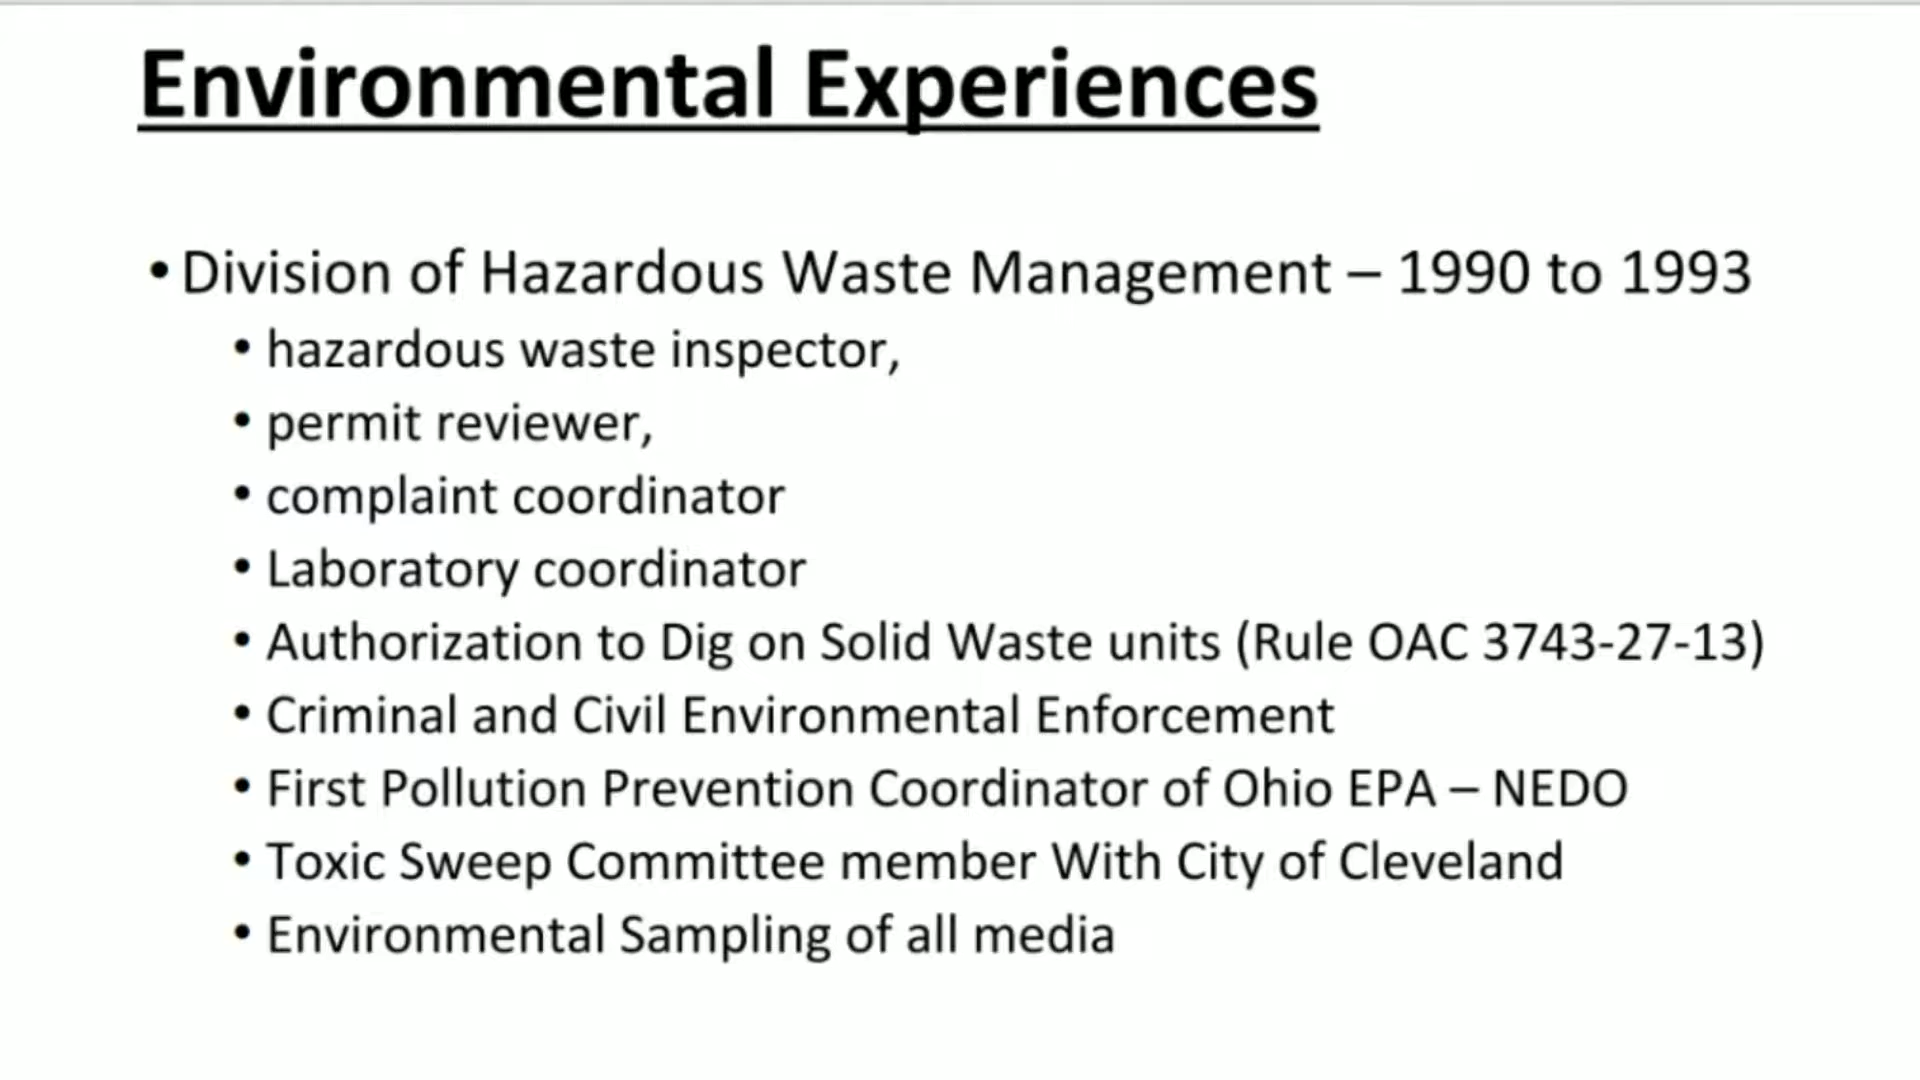 Environmental Experiences
• Division of Hazardous Waste Management – 1990 to 1993
• hazardous waste inspector,
• permit reviewer,
• complaint coordinator
• Laboratory coordinator
• Authorization to Dig on Solid Waste units (Rule OAC 3743-27-13)
• Criminal and Civil Environmental Enforcement
• First Pollution Prevention Coordinator of Ohio EPA – NEDO
• Toxic Sweep Committee member With City of Cleveland
• Environmental Sampling of all media